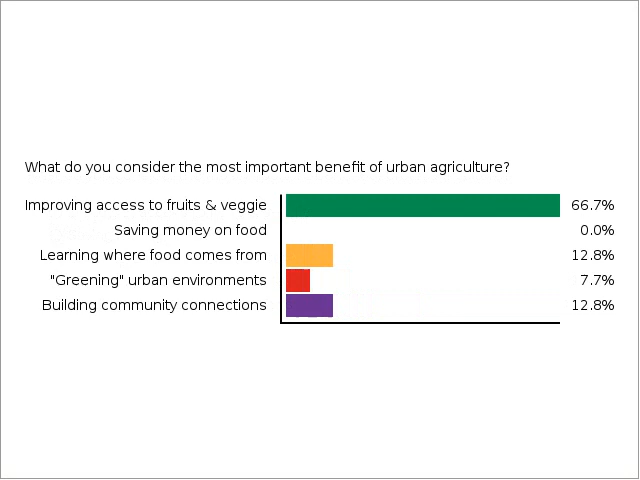 What do you consider the most important benefit of urban agriculture?
Improving access to fruits & veggie 66.7%
Saving money on food 0.0%
Learning where food comes from 12.8%
"Greening" urban environments 7.7%
Building community connections 12.8%